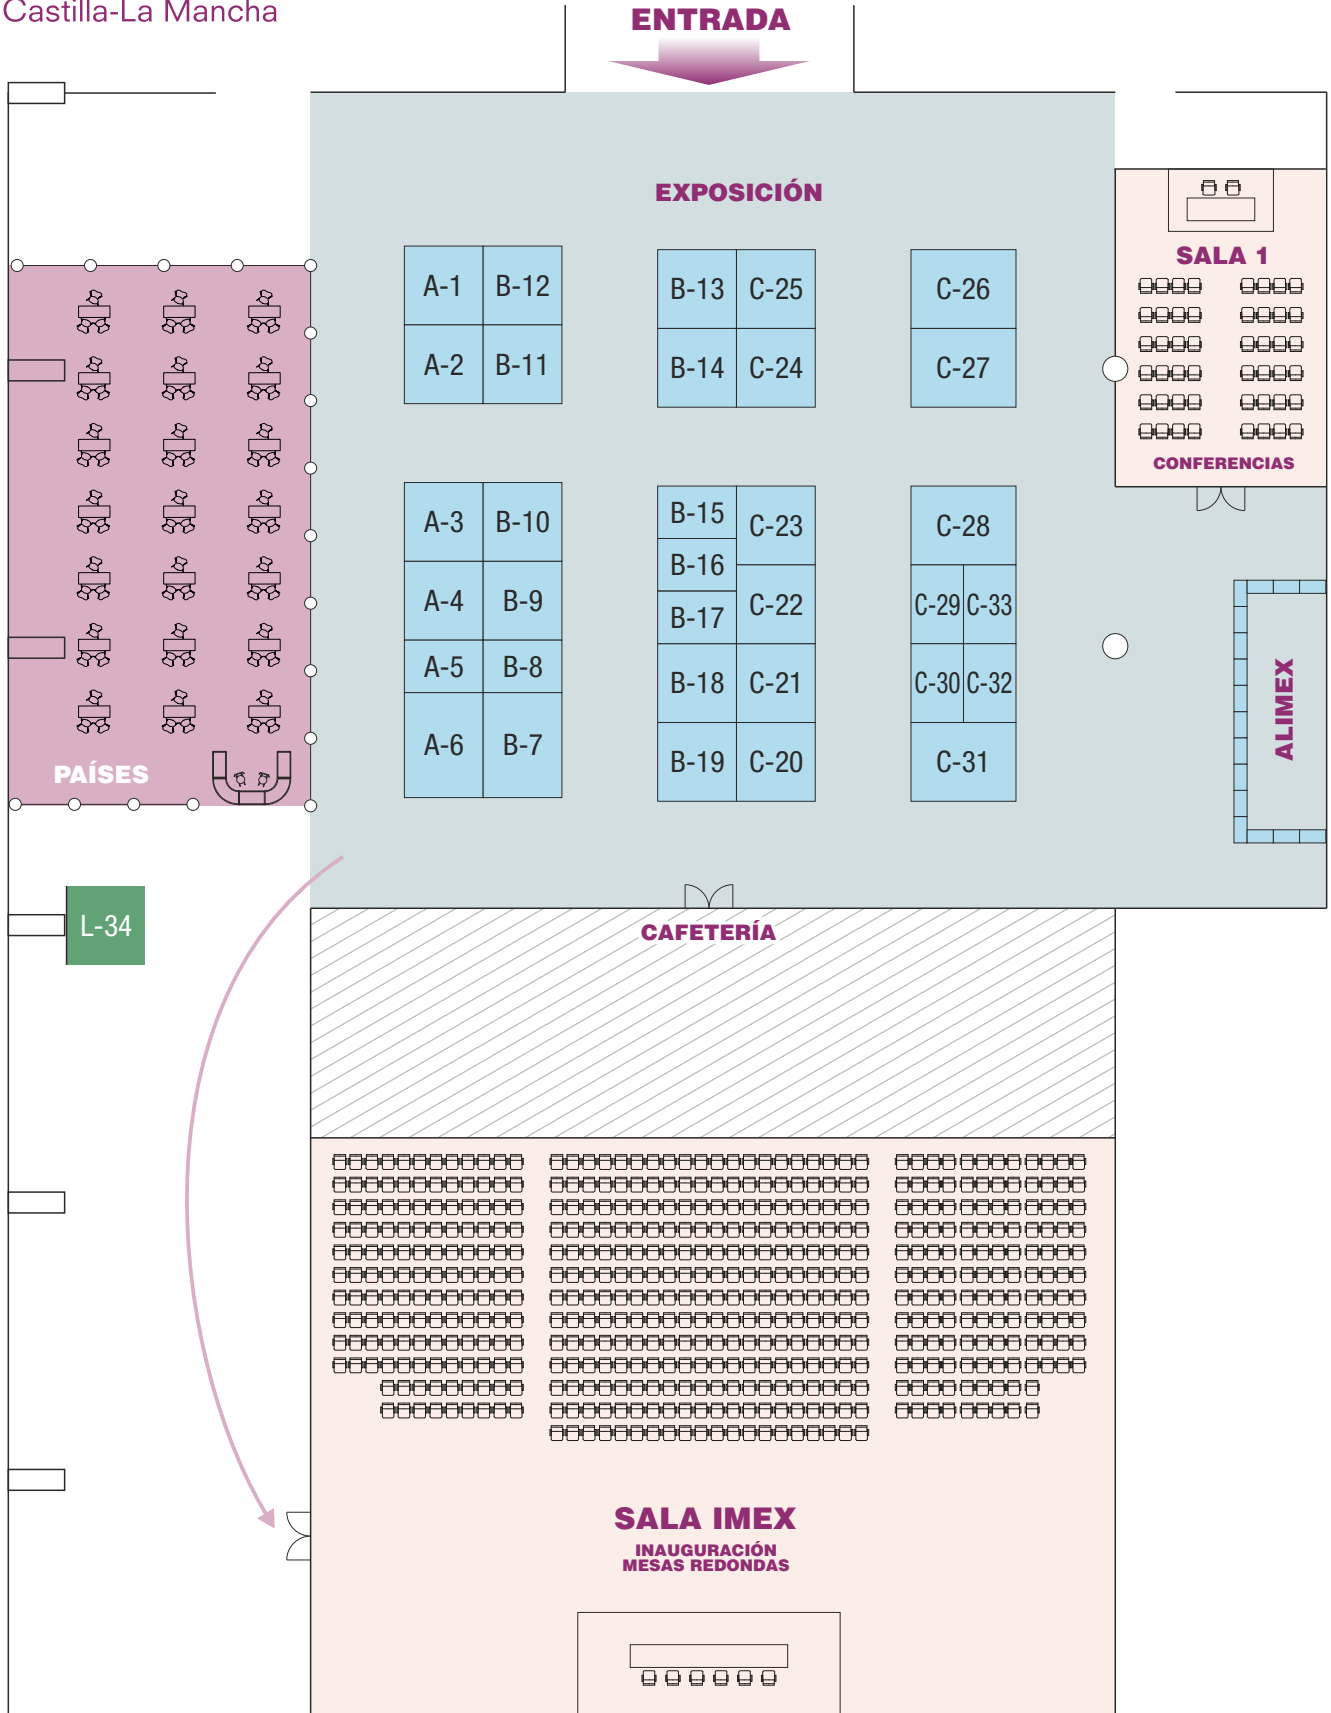 Castilla-La Mancha
ENTRADA
EXPOSICIÓN
SALA 1
CONFERENCIAS
A-1 B-12
A-2 B-11
B-13 C-25
B-14 C-24
C-26
C-27
A-3 B-10
A-4 B-9
A-5 B-8
A-6 B-7
B-15
B-16
B-17
B-18
B-19
C-23
C-22
C-21
C-20
C-28
C-29 C-33
C-30 C-32
C-31
ALIMEX
PAÍSES
L-34
CAFETERÍA
SALA IMEX
INAUGURACIÓN
MESAS REDONDAS